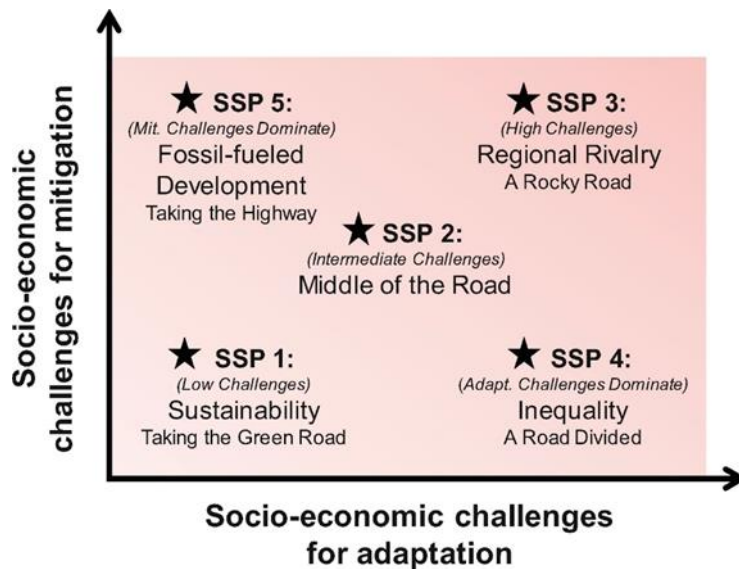 Socio-economic
challenges for mitigation
SSP 5:
(Mit. Challenges Dominate)
Fossil-fueled
Development
Taking the Highway
SSP 3:
(High Challenges)
Regional Rivalry
A Rocky Road
SSP 2:
(Intermediate Challenges)
Middle of the Road
SSP 1:
(Low Challenges)
Sustainability
Taking the Green Road
SSP 4:
(Adapt. Challenges Dominate)
Inequality
A Road Divided
Socio-economic challenges
for adaptation